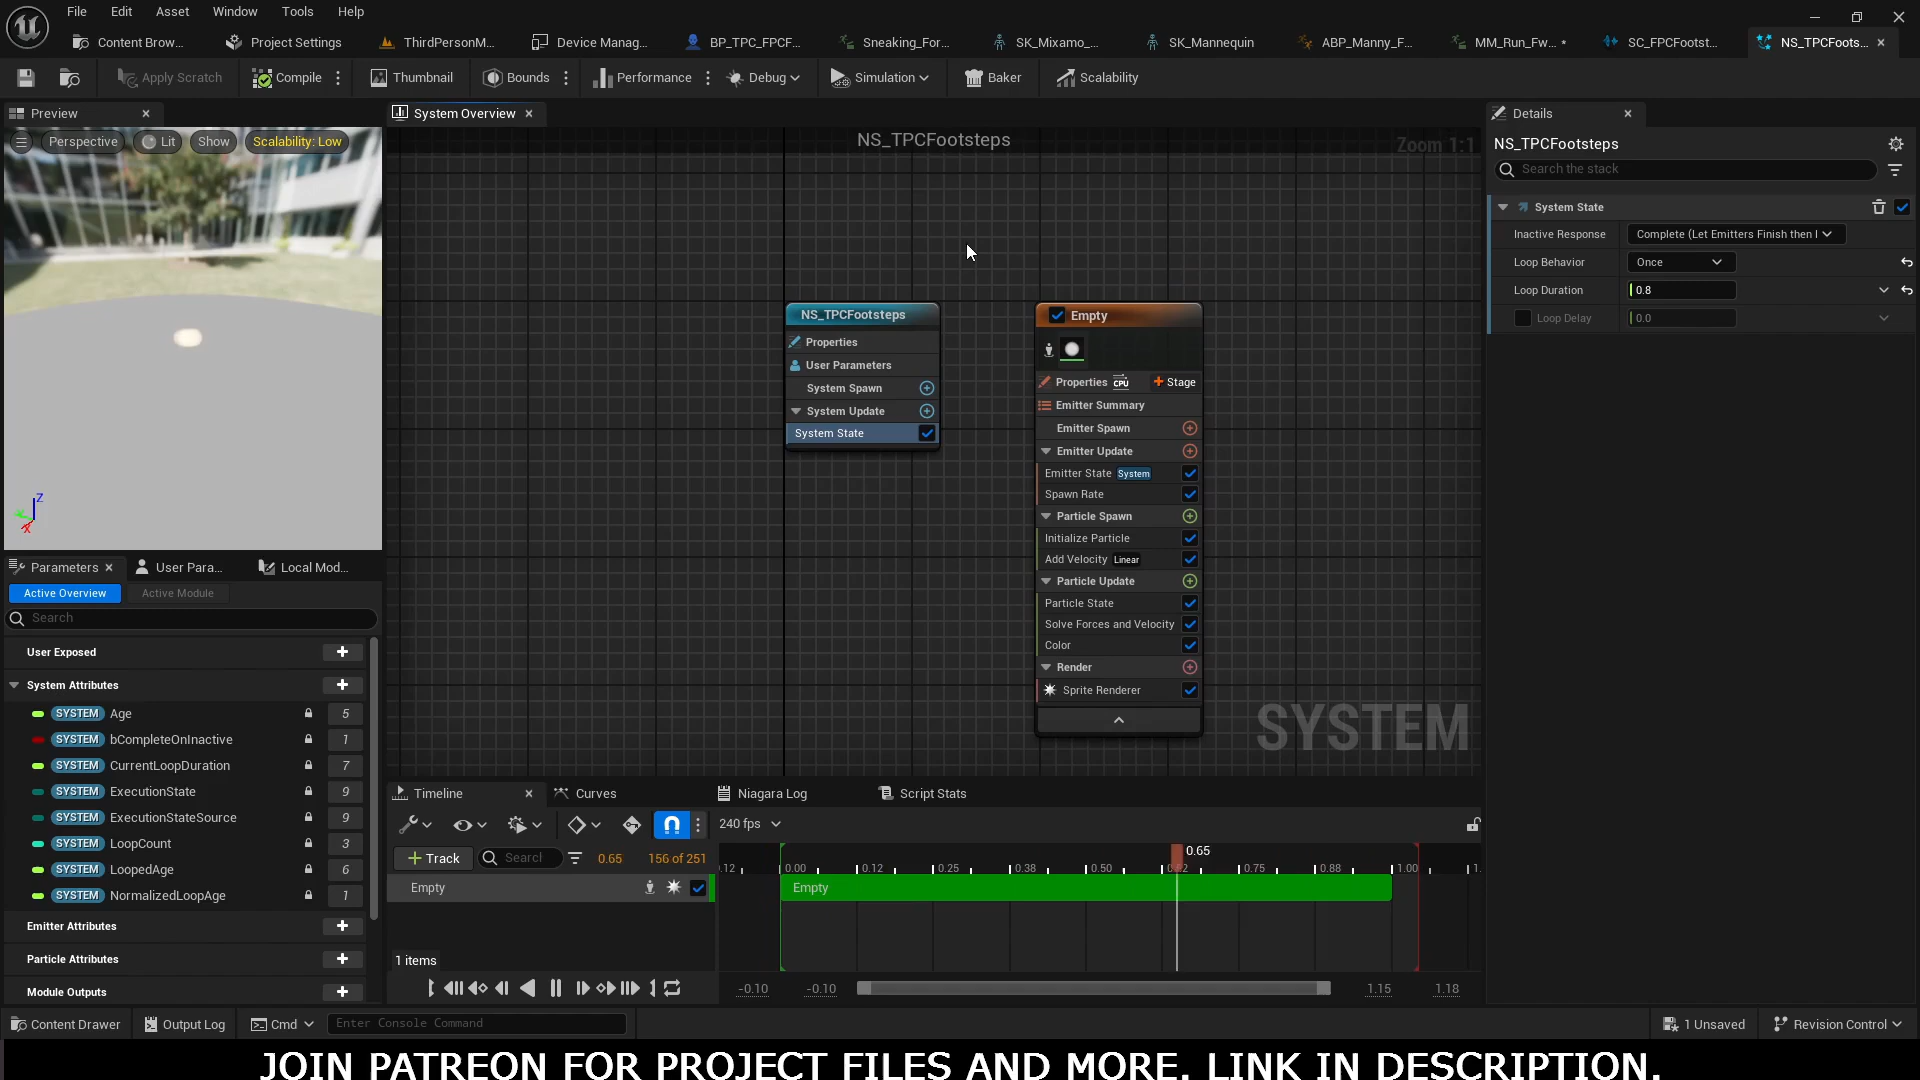 File Edit Asset Window Tools Help
Content Brow... Project Settings ThirdPersonM... Device Manag... BP_TPC_FPCF... Sneaking_For... SK_Mixamo_... SK_Mannequin ABP_Manny_F... MM_Run_Fw... * SC_FPCFootst... NS_TPCFoots...
Apply Scratch Compile Thumbnail Bounds Performance Debug Simulation Baker Scalability
Preview
Perspective Lit Show Scalability: Low
Z
X
System Overview
NS_TPCFootsteps
Zoom 1:1
NS_TPCFootsteps
Properties
User Parameters
System Spawn
System Update
System State
Empty
Properties CPU + Stage
Emitter Summary
Emitter Spawn
Emitter Update
Emitter State System
Spawn Rate
Particle Spawn
Initialize Particle
Add Velocity Linear
Particle Update
Particle State
Solve Forces and Velocity
Color
Render
Sprite Renderer
SYSTEM
Details
NS_TPCFootsteps
Search the stack
System State
Inactive Response Complete (Let Emitters Finish then
Loop Behavior Once
Loop Duration 0.8
Loop Delay 0.0
Parameters User Para... Local Mod...
Active Overview Active Module
Search
User Exposed
System Attributes
SYSTEM Age 5
SYSTEM bCompleteOnInactive 1
SYSTEM CurrentLoopDuration 7
SYSTEM ExecutionState 9
SYSTEM ExecutionStateSource 9
SYSTEM LoopCount 3
SYSTEM LoopedAge 6
SYSTEM NormalizedLoopAge 1
Emitter Attributes
Particle Attributes
Module Outputs
Timeline Curves Niagara Log Script Stats
240 fps
+ Track Search 0.65 156 of 251
0.65
0.00 0.12 0.25 0.38 0.50 0.75 0.88 1.00
Empty Empty
1 items
-0.10 -0.10 1.15 1.18
Content Drawer Output Log Cmd Enter Console Command 1 Unsaved Revision Control
JOIN PATREON FOR PROJECT FILES AND MORE. LINK IN DESCRIPTION.